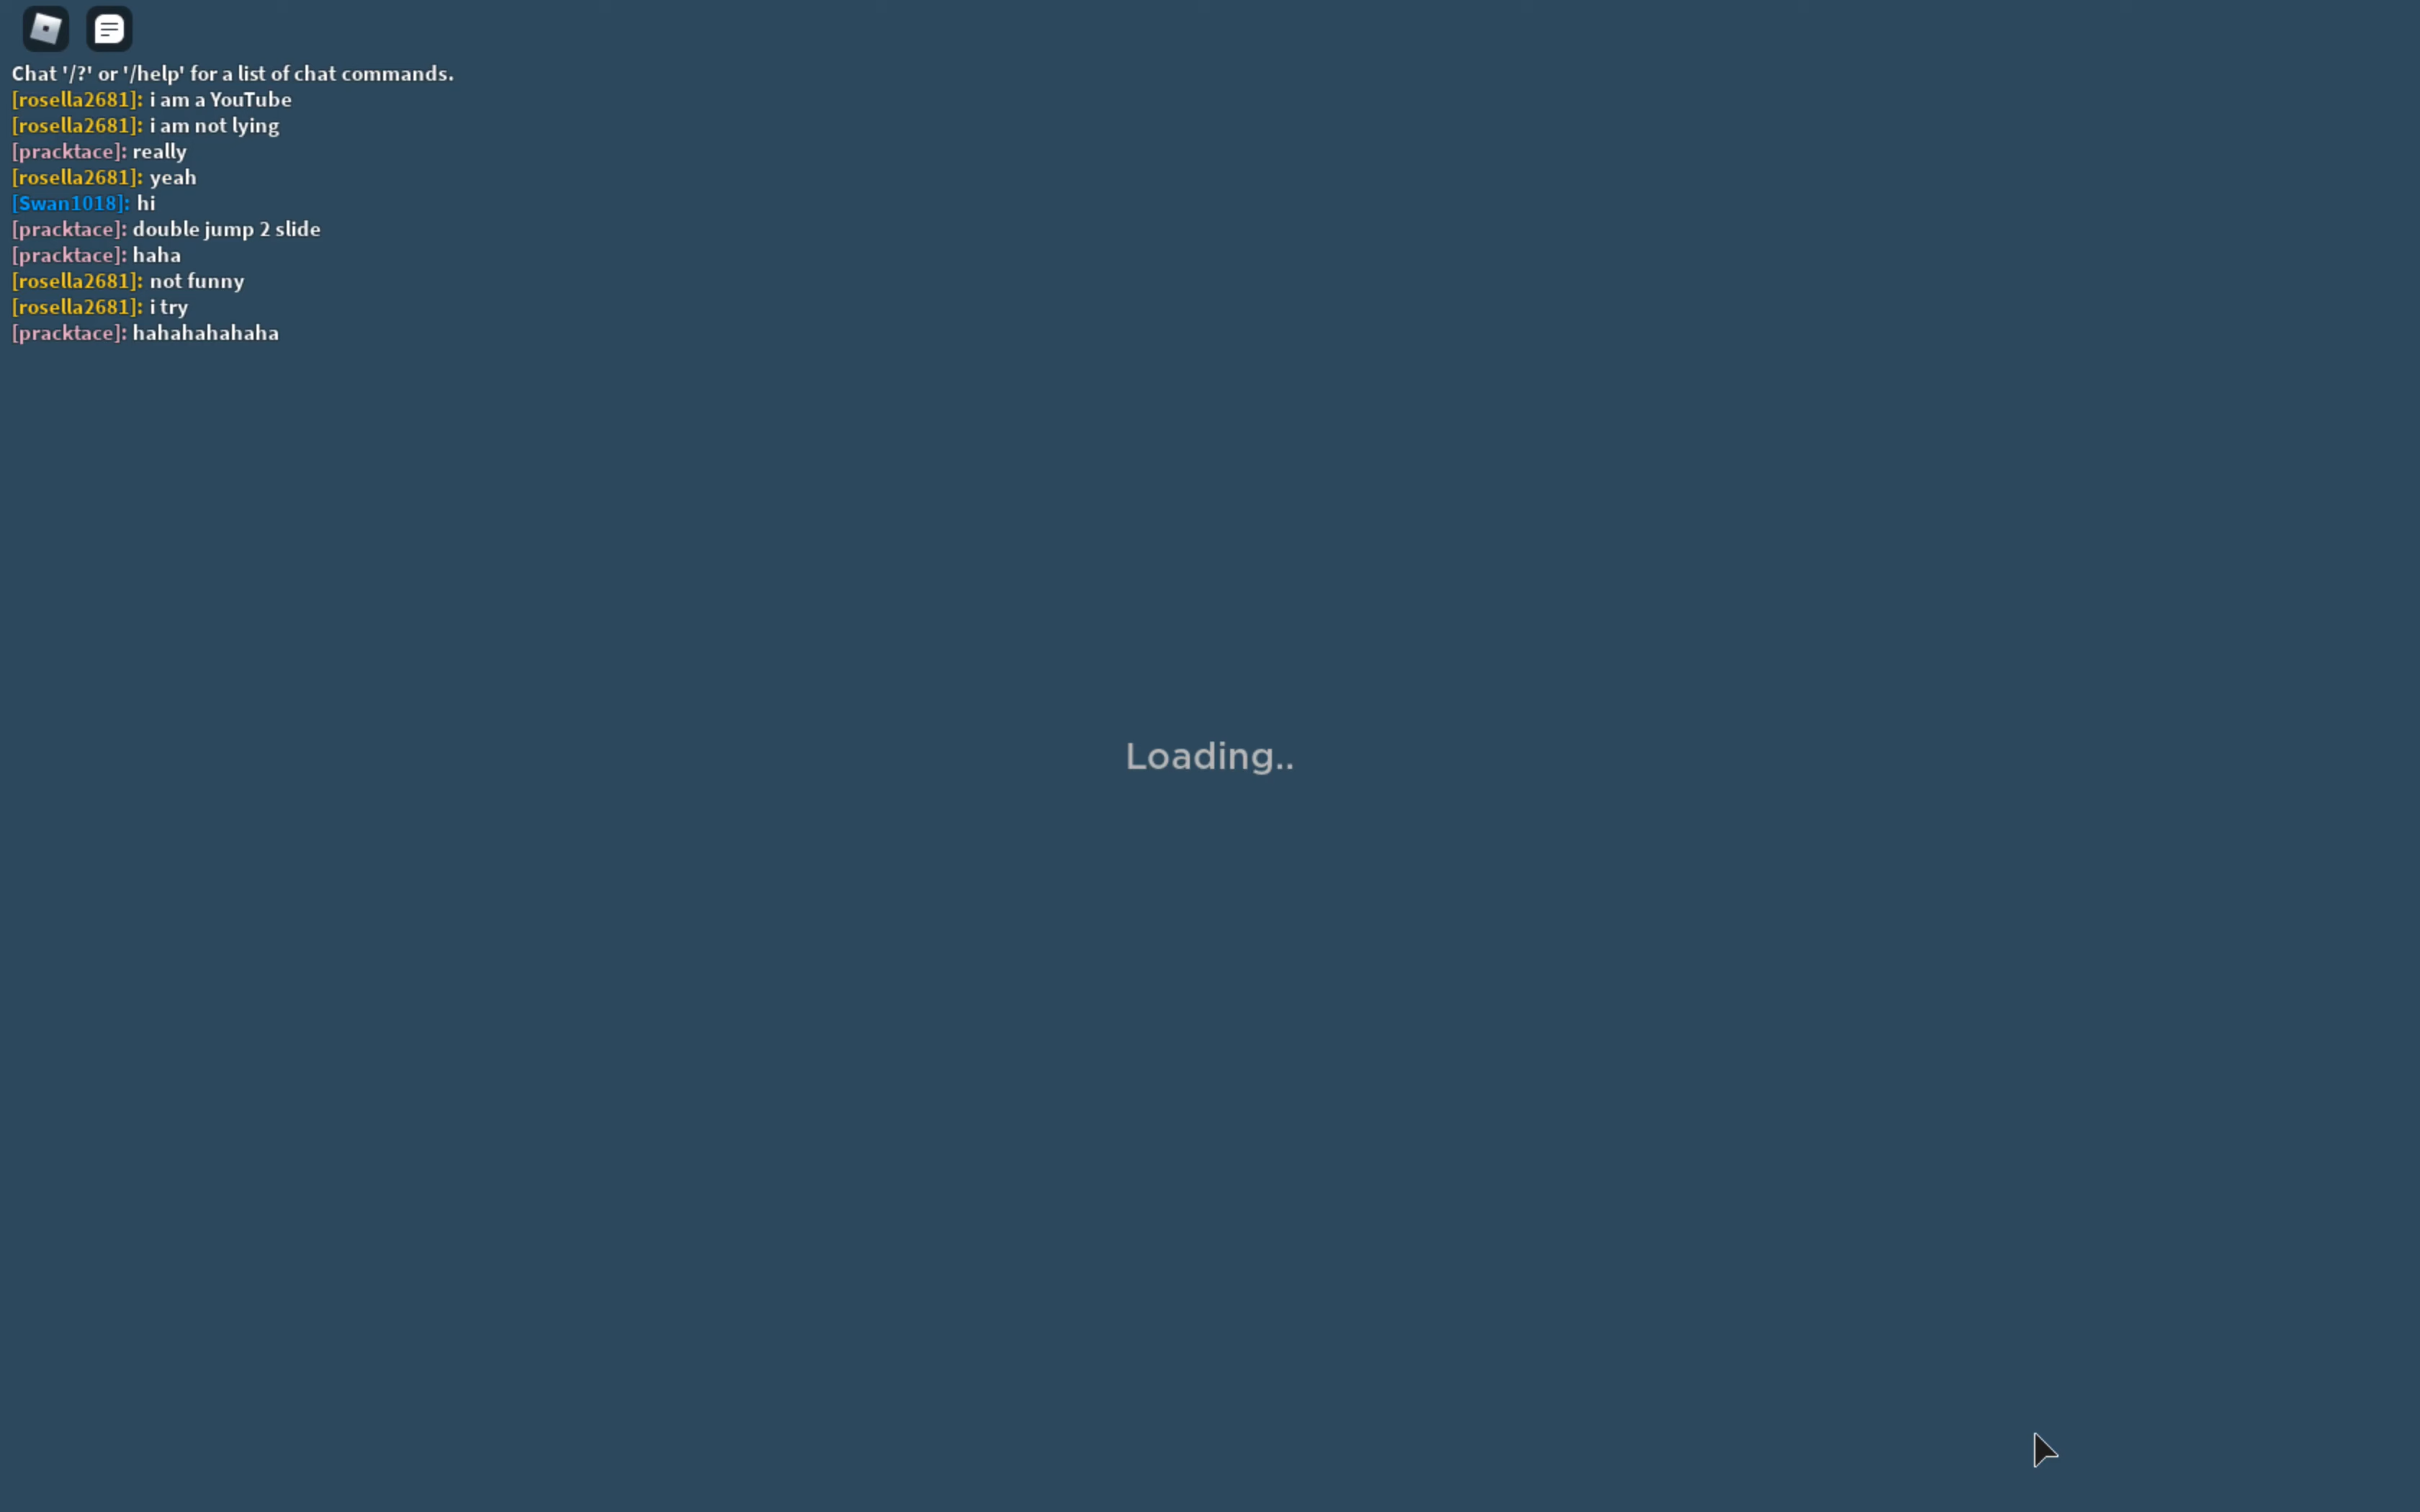 Chat '/?' or '/help' for a list of chat commands.
[rosella2681]: i am a YouTube
[rosella2681]: i am not lying
[pracktace]: really
[rosella2681]: yeah
[Swan1018]: hi
[pracktace]: double jump 2 slide
[pracktace]: haha
[rosella2681]: not funny
[rosella2681]: i try
[pracktace]: hahahahahaha
Loading..